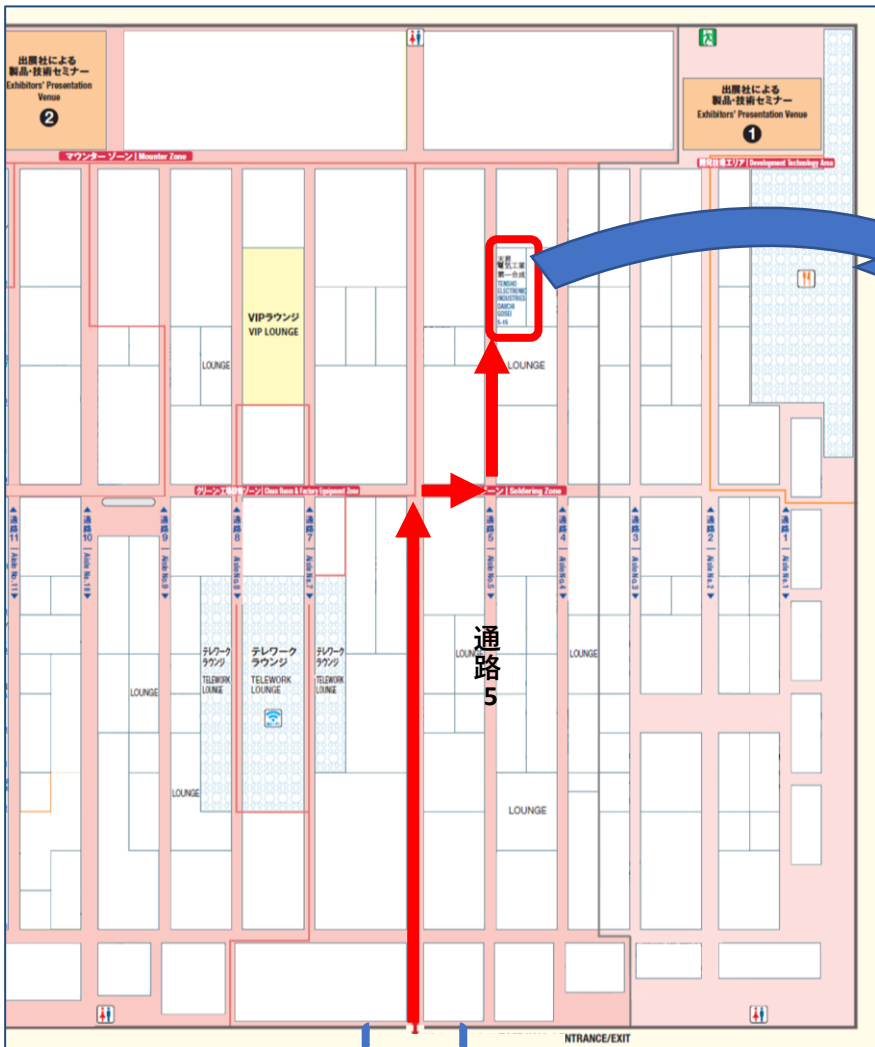 出展社による
製品・技術セミナー
Exhibitors' Presentation
Venue
2
出展社による
製品・技術セミナー
Exhibitors' Presentation Venue
1
マウンターゾーン | Mounter Zone
開発技術エリア | Development Technology Area
天昇
電気工業
第一合成
TENSHO
ELECTRONIC
INDUSTRIES
DAIICHI
GOSEI
5-15
VIPラウンジ
VIP LOUNGE
LOUNGE
LOUNGE
クリーン・工場設備ゾーン | Clean Room & Factory Equipment Zone
ゾーン | Soldering Zone
通路11 | Aisle No.11
通路10 | Aisle No.10
通路9 | Aisle No.9
通路8 | Aisle No.8
通路7 | Aisle No.7
通路5 | Aisle No.5
通路4 | Aisle No.4
通路3 | Aisle No.3
通路2 | Aisle No.2
通路1 | Aisle No.1
テレワーク
ラウンジ
TELEWORK
LOUNGE
テレワーク
ラウンジ
TELEWORK
LOUNGE
テレワーク
ラウンジ
TELEWORK
LOUNGE
通路5
LOUNGE
LOUNGE
LOUNGE
LOUNGE
LOUNGE
NTRANCE/EXIT